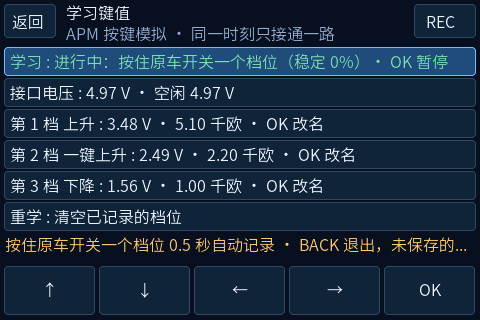 返回
学习键值
APM 按键模拟 · 同一时刻只接通一路
REC
学习 : 进行中：按住原车开关一个档位（稳定 0%） · OK 暂停
接口电压 : 4.97 V · 空闲 4.97 V
第 1 档 上升 : 3.48 V · 5.10 千欧 · OK 改名
第 2 档 一键上升 : 2.49 V · 2.20 千欧 · OK 改名
第 3 档 下降 : 1.56 V · 1.00 千欧 · OK 改名
重学 : 清空已记录的档位
按住原车开关一个档位 0.5 秒自动记录 · BACK 退出，未保存的...
↑ ↓ ← → OK